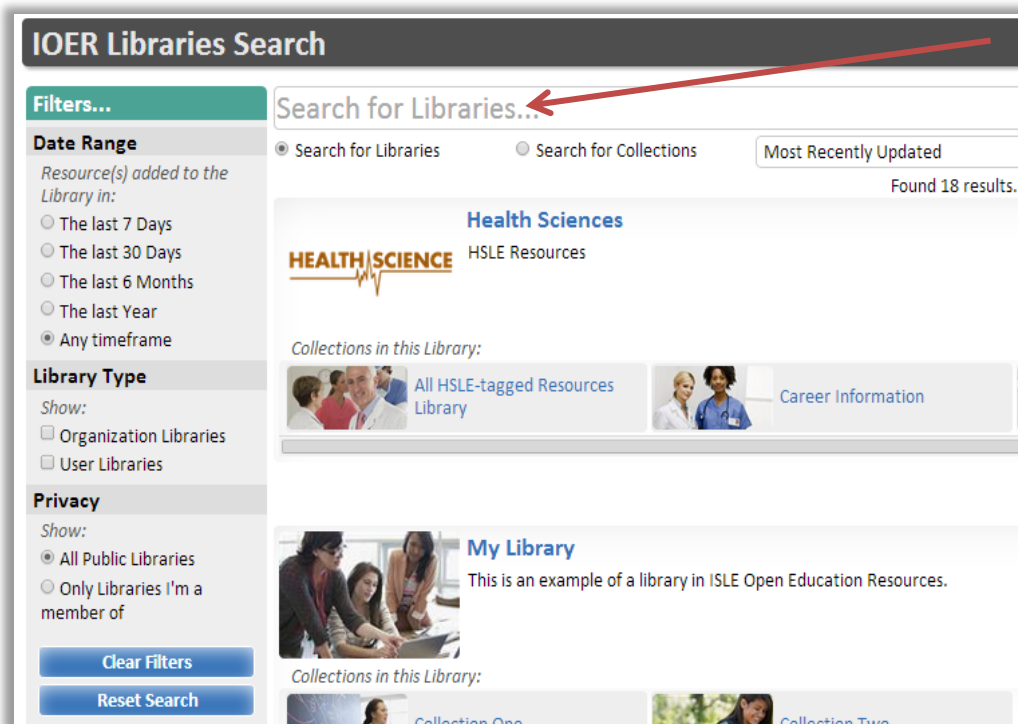 IOER Libraries Search
Filters...
Date Range
Resource(s) added to the
Library in:
The last 7 Days
The last 30 Days
The last 6 Months
The last Year
Any timeframe
Library Type
Show:
Organization Libraries
User Libraries
Privacy
Show:
All Public Libraries
Only Libraries I'm a
member of
Clear Filters
Reset Search
Search for Libraries...
Search for Libraries
Search for Collections
Most Recently Updated
Found 18 results.
Health Sciences
HEALTH SCIENCE
HSLE Resources
Collections in this Library:
All HSLE-tagged Resources
Library
Career Information
My Library
This is an example of a library in ISLE Open Education Resources.
Collections in this Library:
Collection One
Collection Two